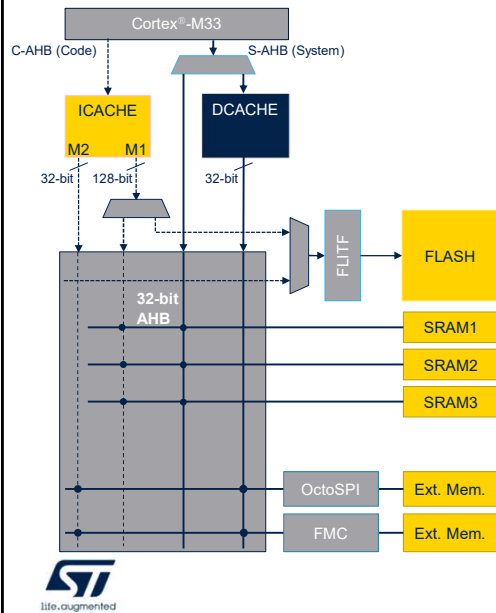 Cortex®-M33
C-AHB (Code)
S-AHB (System)
ICACHE
DCACHE
M2
M1
32-bit
128-bit
32-bit
FLITF
FLASH
32-bit
AHB
SRAM1
SRAM2
SRAM3
OctoSPI
Ext. Mem.
FMC
Ext. Mem.
ST
life.augmented